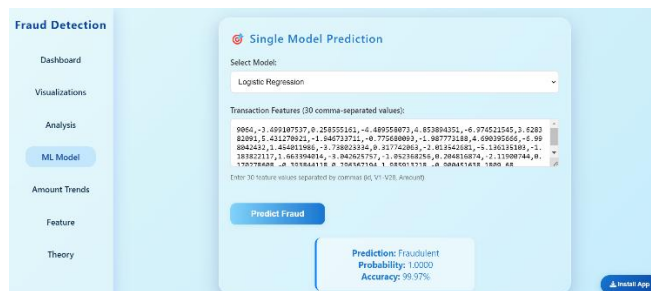 Fraud Detection
Dashboard
Visualizations
Analysis
ML Model
Amount Trends
Feature
Theory
Single Model Prediction
Select Model:
Logistic Regression
Transaction Features (30 comma-separated values):
9064,-3.499107537,0.258555161,-4.489558073,4.853894351,-6.974521545,3.6283
82091,5.431270921,-1.946733711,-0.775680093,-1.987773188,4.690395666,-6.99
8042432,1.454011986,-3.738023334,0.317742063,-2.013542681,-5.136135103,-1.
183822117,1.663394014,-3.042625757,-1.052368256,0.204816874,-2.11900744,0.
Enter 30 feature values separated by commas (id, V1-V28, Amount)
Predict Fraud
Prediction: Fraudulent
Probability: 1.0000
Accuracy: 99.97%
Install App